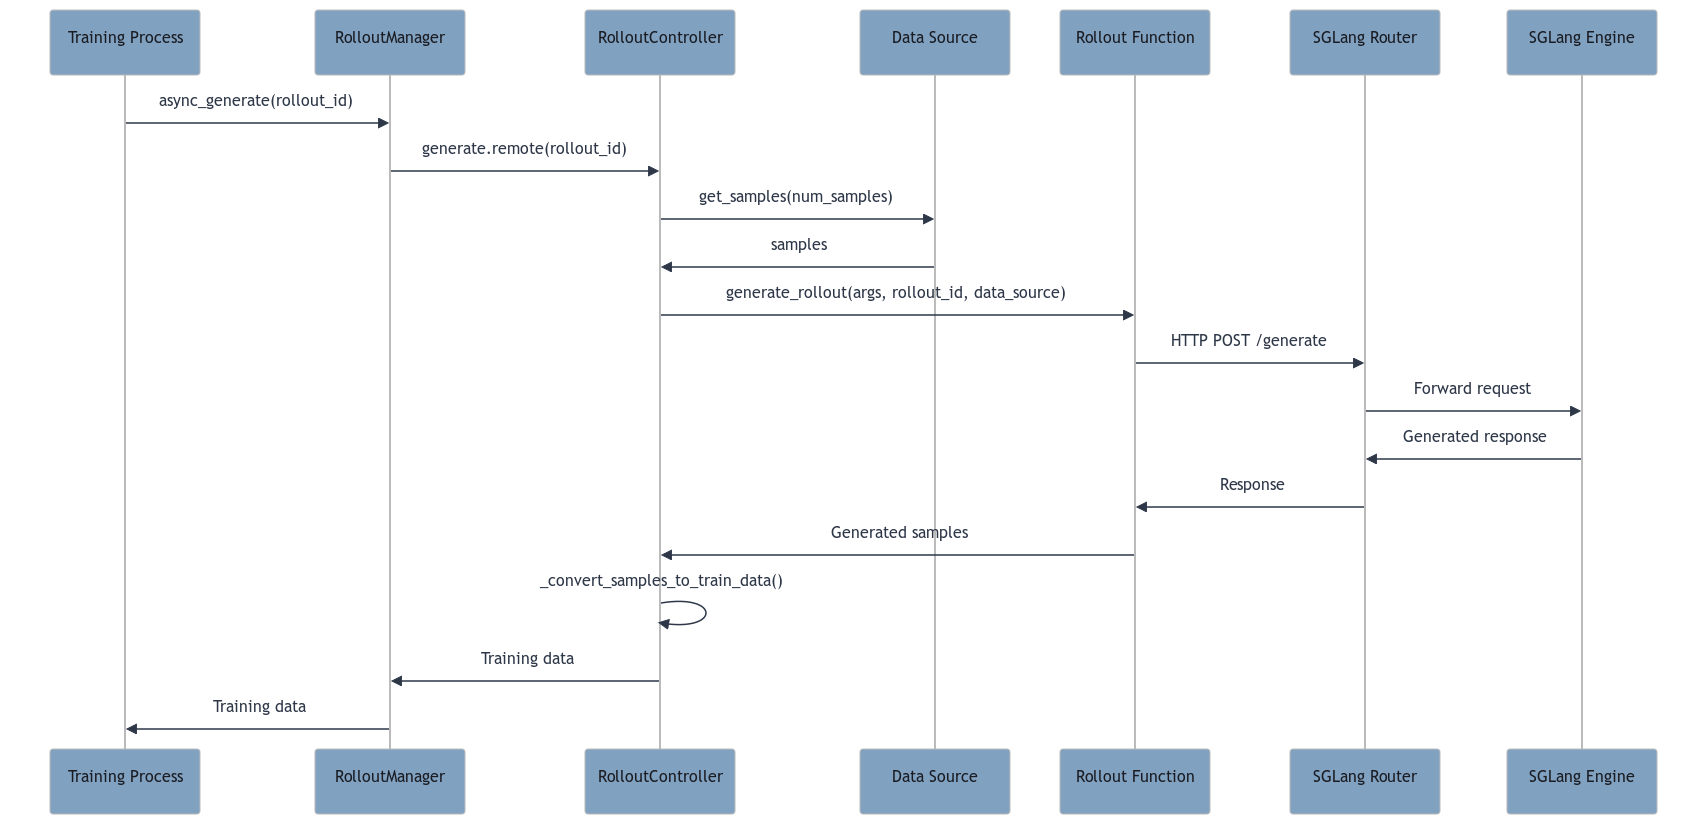 Training Process
RolloutManager
RolloutController
Data Source
Rollout Function
SGLang Router
SGLang Engine
async_generate(rollout_id)
generate.remote(rollout_id)
get_samples(num_samples)
samples
generate_rollout(args, rollout_id, data_source)
HTTP POST /generate
Forward request
Generated response
Response
Generated samples
_convert_samples_to_train_data()
Training data
Training data
Training Process
RolloutManager
RolloutController
Data Source
Rollout Function
SGLang Router
SGLang Engine